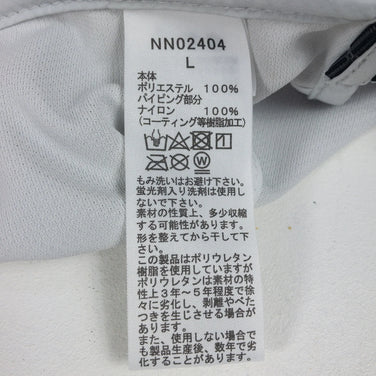 NN02404
L
本体
ポリエステル 100%
パイピング部分
ナイロン 100%
(コーティング等樹脂加工)
もみ洗いはお避け下さい。
蛍光剤入り洗剤は使用し
ないで下さい。
素材の性質上、多少収縮
する可能性があります。
形を整えてから干して下
さい。
この製品はポリウレタン
樹脂を使用していますが
ポリウレタンは素材の特
性上3年〜5年程度で徐
々に劣化し、剥離やべた
つきを生じさせる場合が
あります。
また、使用しない場合で
も製品生産後、数年で劣
化する場合があります。